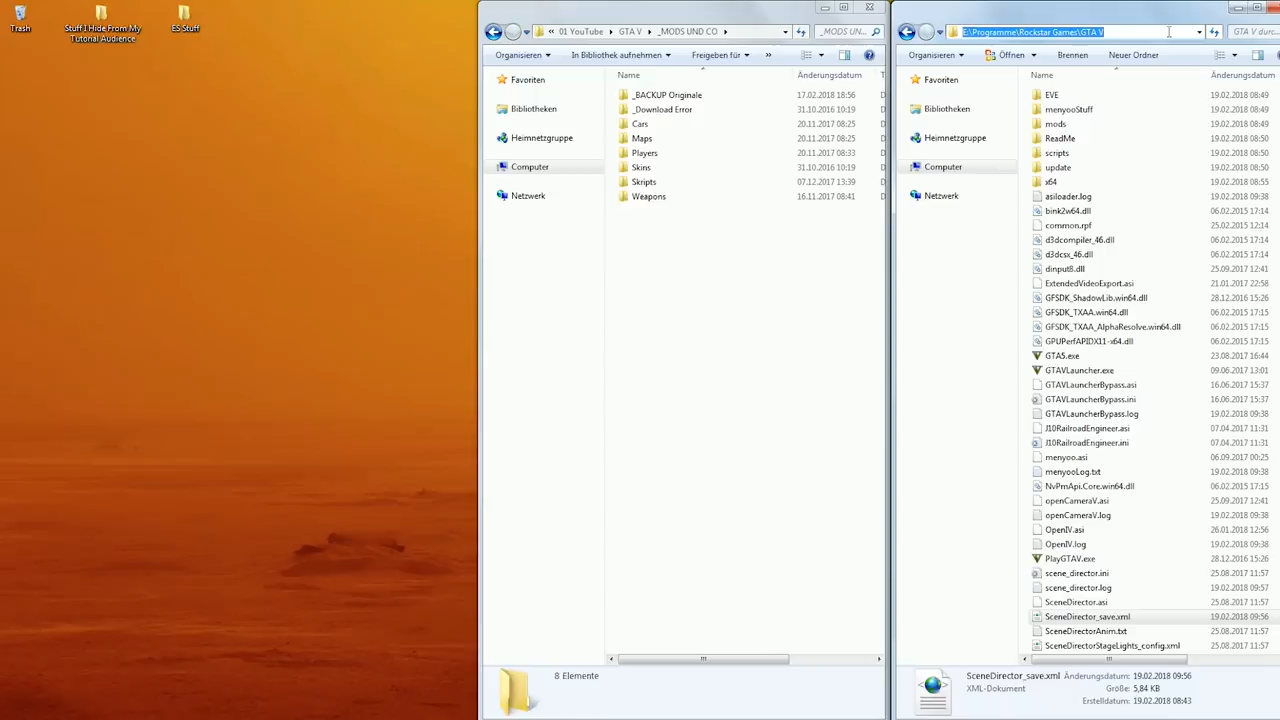 Trash
Stuff I Hide From My
Tutorial Audience
ES Stuff
« 01 YouTube GTA V _MODS UND CO
_MODS UN...
Organisieren
In Bibliothek aufnehmen
Freigeben für
»
Favoriten
Bibliotheken
Heimnetzgruppe
Computer
Netzwerk
Name Änderungsdatum
_BACKUP Originale 17.02.2018 18:56 D
_Download Error 31.10.2016 10:19 D
Cars 20.11.2017 08:25 D
Maps 20.11.2017 08:25 D
Players 20.11.2017 08:33 D
Skins 31.10.2016 10:19 D
Skripts 07.12.2017 13:39 D
Weapons 16.11.2017 08:41 D
8 Elemente
E:\Programme\Rockstar Games\GTA V
GTA V durc
Organisieren
Öffnen
Brennen
Neuer Ordner
Favoriten
Bibliotheken
Heimnetzgruppe
Computer
Netzwerk
Name Änderungsdatum
EVE 19.02.2018 08:49
menyooStuff 19.02.2018 08:49
mods 19.02.2018 08:49
ReadMe 19.02.2018 08:50
scripts 19.02.2018 08:50
update 19.02.2018 08:50
x64 19.02.2018 08:55
asiloader.log 19.02.2018 09:38
bink2w64.dll 06.02.2015 17:14
common.rpf 25.02.2015 12:14
d3dcompiler_46.dll 06.02.2015 17:14
d3dcsx_46.dll 06.02.2015 17:14
dinput8.dll 25.09.2017 12:41
ExtendedVideoExport.asi 21.01.2017 22:58
GFSDK_ShadowLib.win64.dll 28.12.2016 15:26
GFSDK_TXAA.win64.dll 06.02.2015 17:15
GFSDK_TXAA_AlphaResolve.win64.dll 06.02.2015 17:15
GPUPerfAPIDX11-x64.dll 06.02.2015 17:15
GTA5.exe 23.08.2017 16:44
GTAVLauncher.exe 09.06.2017 13:01
GTAVLauncherBypass.asi 16.06.2017 15:37
GTAVLauncherBypass.ini 16.06.2017 15:37
GTAVLauncherBypass.log 19.02.2018 09:38
J10RailroadEngineer.asi 07.04.2017 11:31
J10RailroadEngineer.ini 07.04.2017 11:31
menyoo.asi 06.09.2017 00:25
menyooLog.txt 19.02.2018 09:38
NvPmApi.Core.win64.dll 06.02.2015 17:15
openCameraV.asi 25.09.2017 12:41
openCameraV.log 19.02.2018 09:38
OpenIV.asi 26.01.2018 12:56
OpenIV.log 19.02.2018 09:38
PlayGTAV.exe 28.12.2016 15:26
scene_director.ini 25.08.2017 11:57
scene_director.log 19.02.2018 09:57
SceneDirector.asi 25.08.2017 11:57
SceneDirector_save.xml 19.02.2018 09:56
SceneDirectorAnim.txt 25.08.2017 11:57
SceneDirectorStageLights_config.xml 25.08.2017 11:57
SceneDirector_save.xml Änderungsdatum: 19.02.2018 09:56
XML-Dokument Größe: 5,84 KB
Erstelldatum: 19.02.2018 08:43